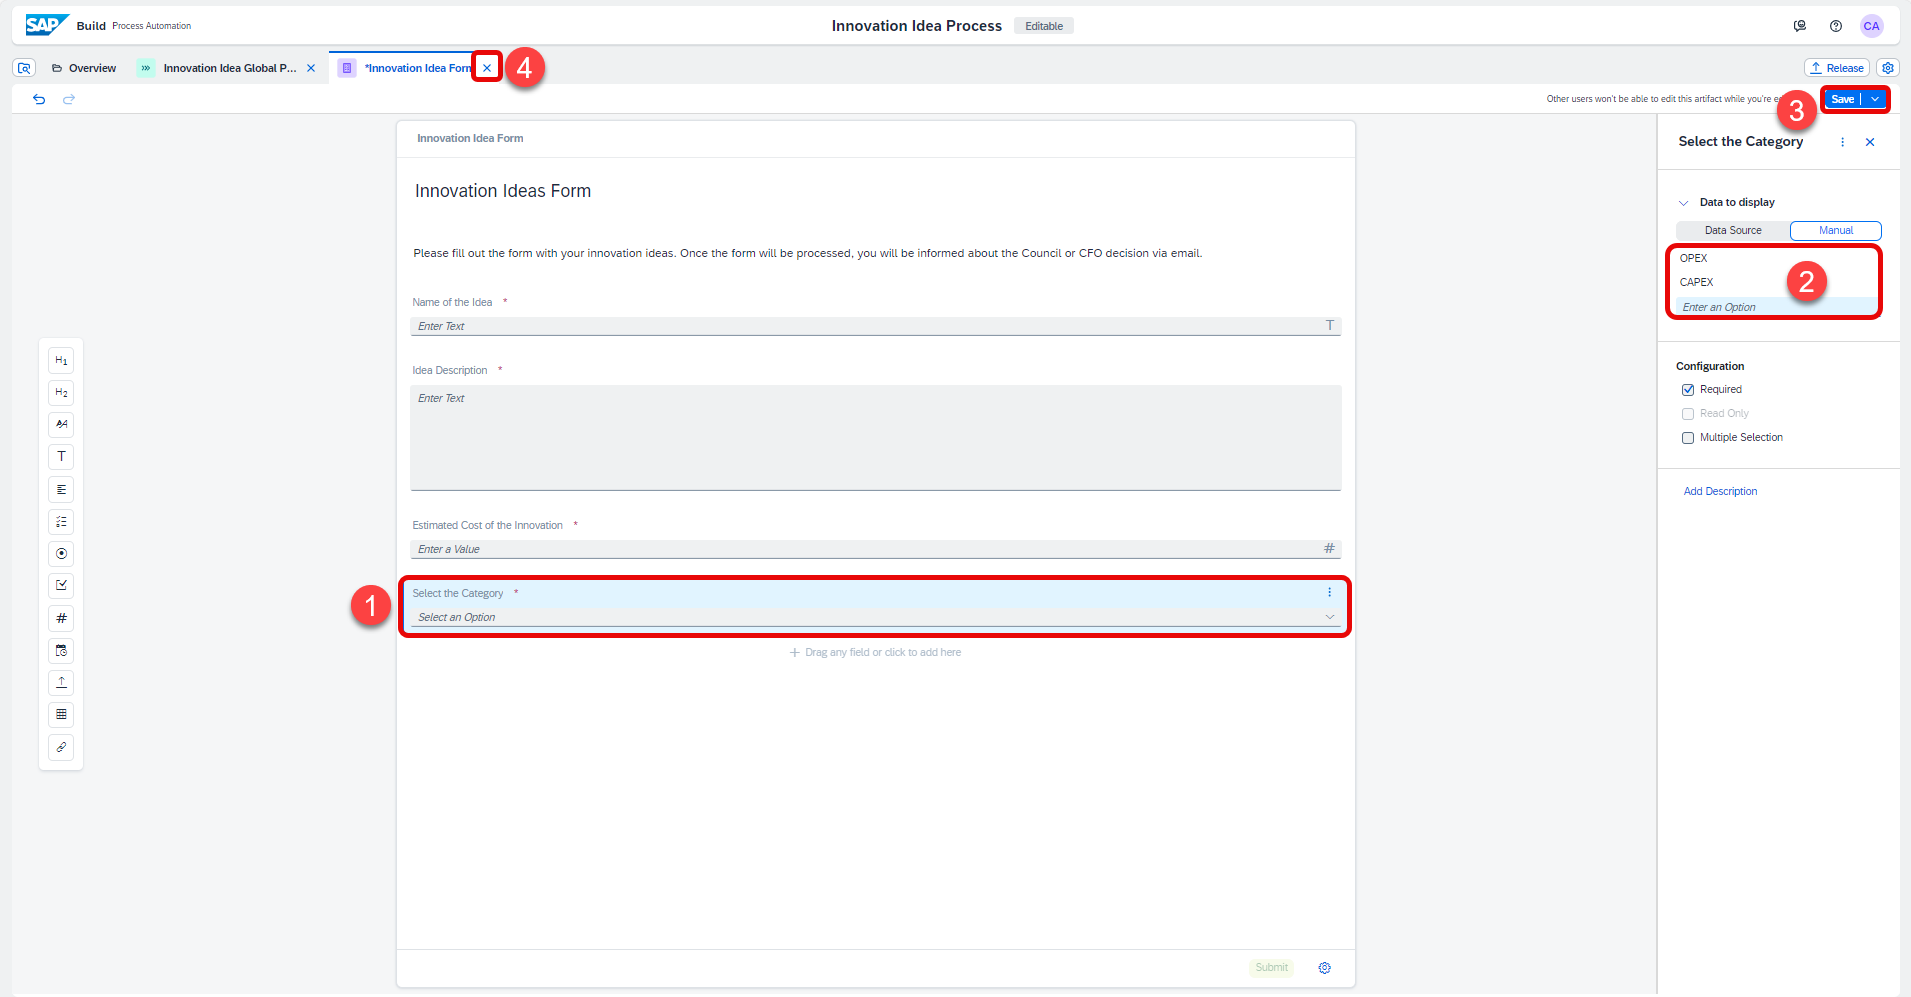 SAP Build Process Automation
Innovation Idea Process Editable
CA
Overview
Innovation Idea Global P...
*Innovation Idea Form
4
Release
Other users won't be able to edit this artifact while you're
3
Save
Innovation Idea Form
Innovation Ideas Form
Please fill out the form with your innovation ideas. Once the form will be processed, you will be informed about the Council or CFO decision via email.
Name of the Idea *
Enter Text
T
Idea Description *
Enter Text
Estimated Cost of the Innovation *
Enter a Value
#
1
Select the Category *
Select an Option
+ Drag any field or click to add here
Submit
H1
H2
AA
T
#
Select the Category
Data to display
Data Source Manual
OPEX
CAPEX
2
Enter an Option
Configuration
Required
Read Only
Multiple Selection
Add Description